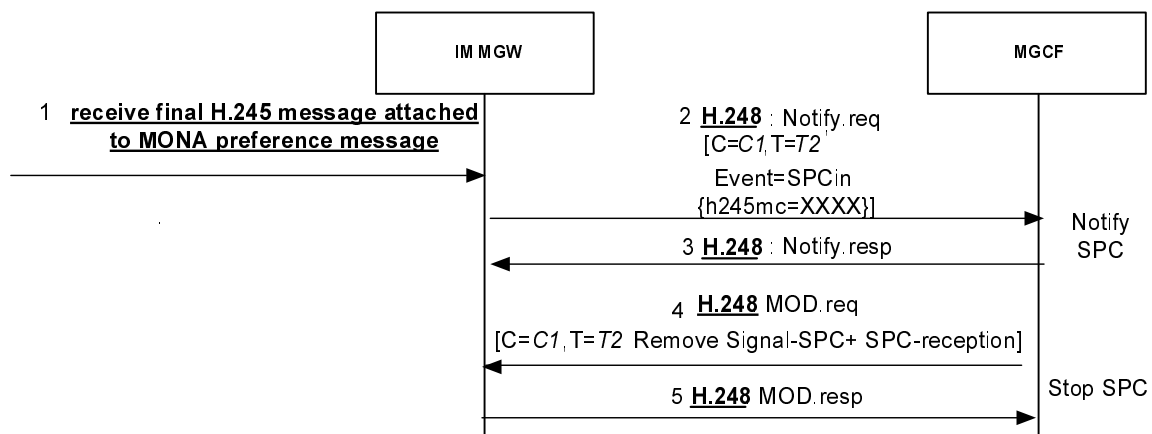 IM MGW
MGCF
1 receive final H.245 message attached
to MONA preference message
2 H.248 : Notify.req
[C=C1,T=T2
Event=SPCin
{h245mc=XXXX}]
Notify
SPC
3 H.248 : Notify.resp
4 H.248 MOD.req
[C=C1,T=T2 Remove Signal-SPC+ SPC-reception]
Stop SPC
5 H.248 MOD.resp